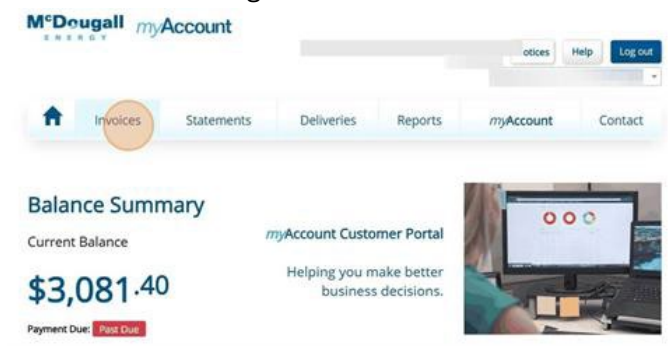 McDougall myAccount
ENERGY
otices Help Log out
Invoices Statements Deliveries Reports myAccount Contact
Balance Summary
Current Balance
$3,081.40
Payment Due: Past Due
myAccount Customer Portal
Helping you make better
business decisions.